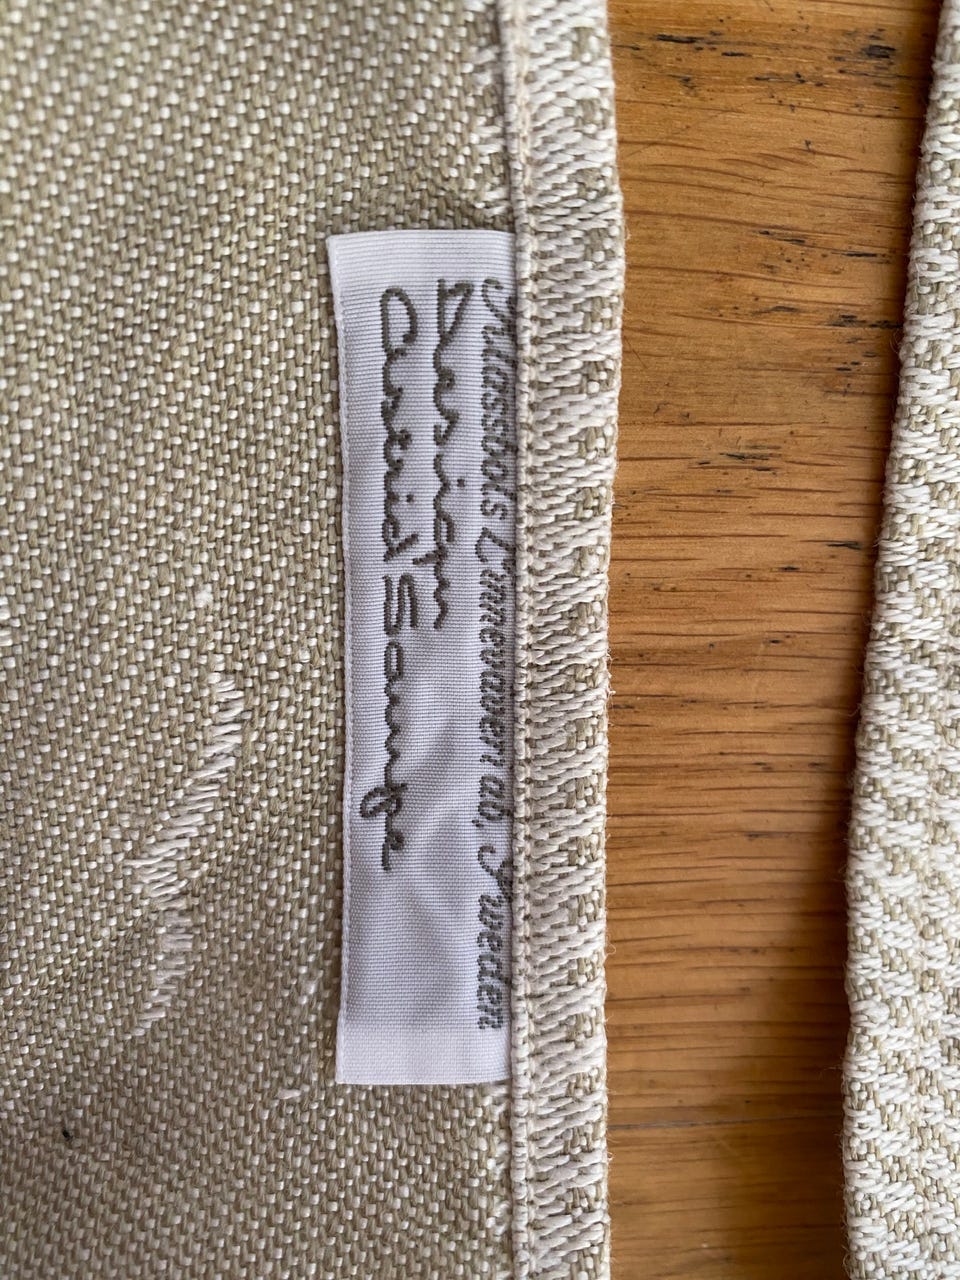 Klässbols Linneväveri ab, Sweden
Design
Astrid Sampe